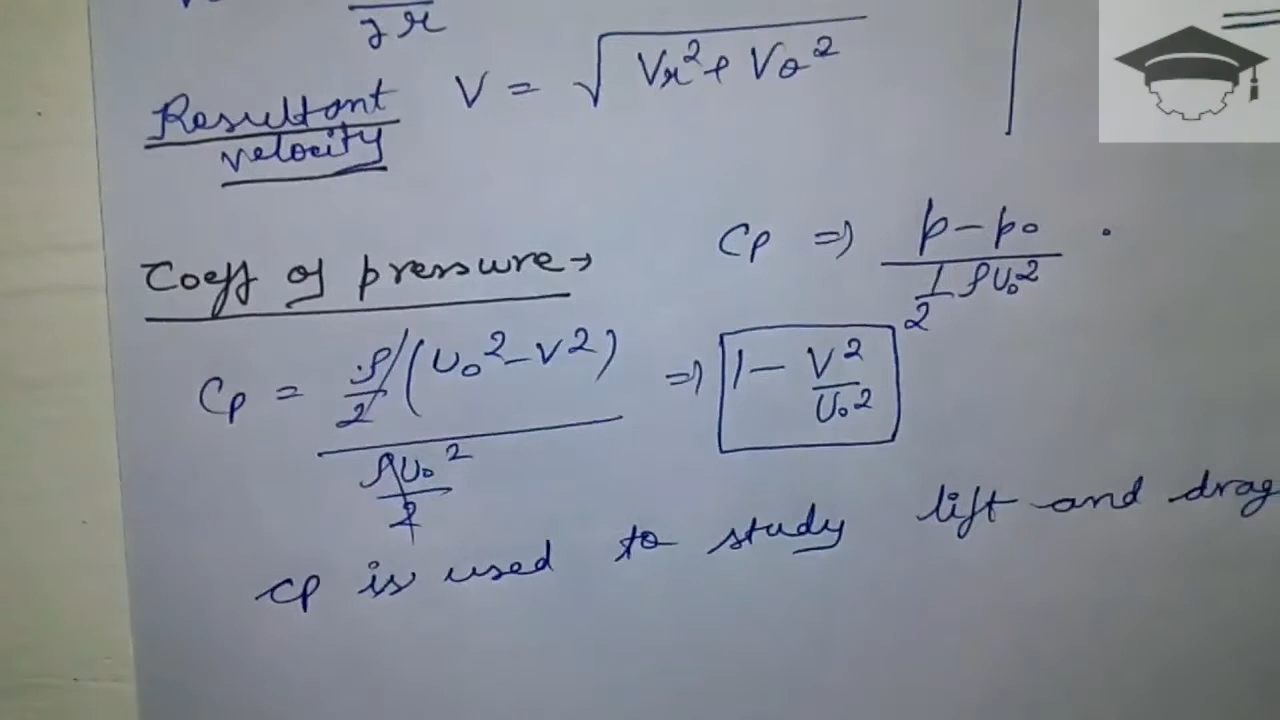 ∂r
Resultant velocity V = √(Vr² + Vθ²)
Coeff of pressure → Cp ⇒ (p - p₀) / (1/2 ρU₀²) .
Cp = (ρ/2 (U₀² - V²)) / (ρU₀²/2) ⇒ 1 - V²/U₀²
Cp is used to study lift and drag